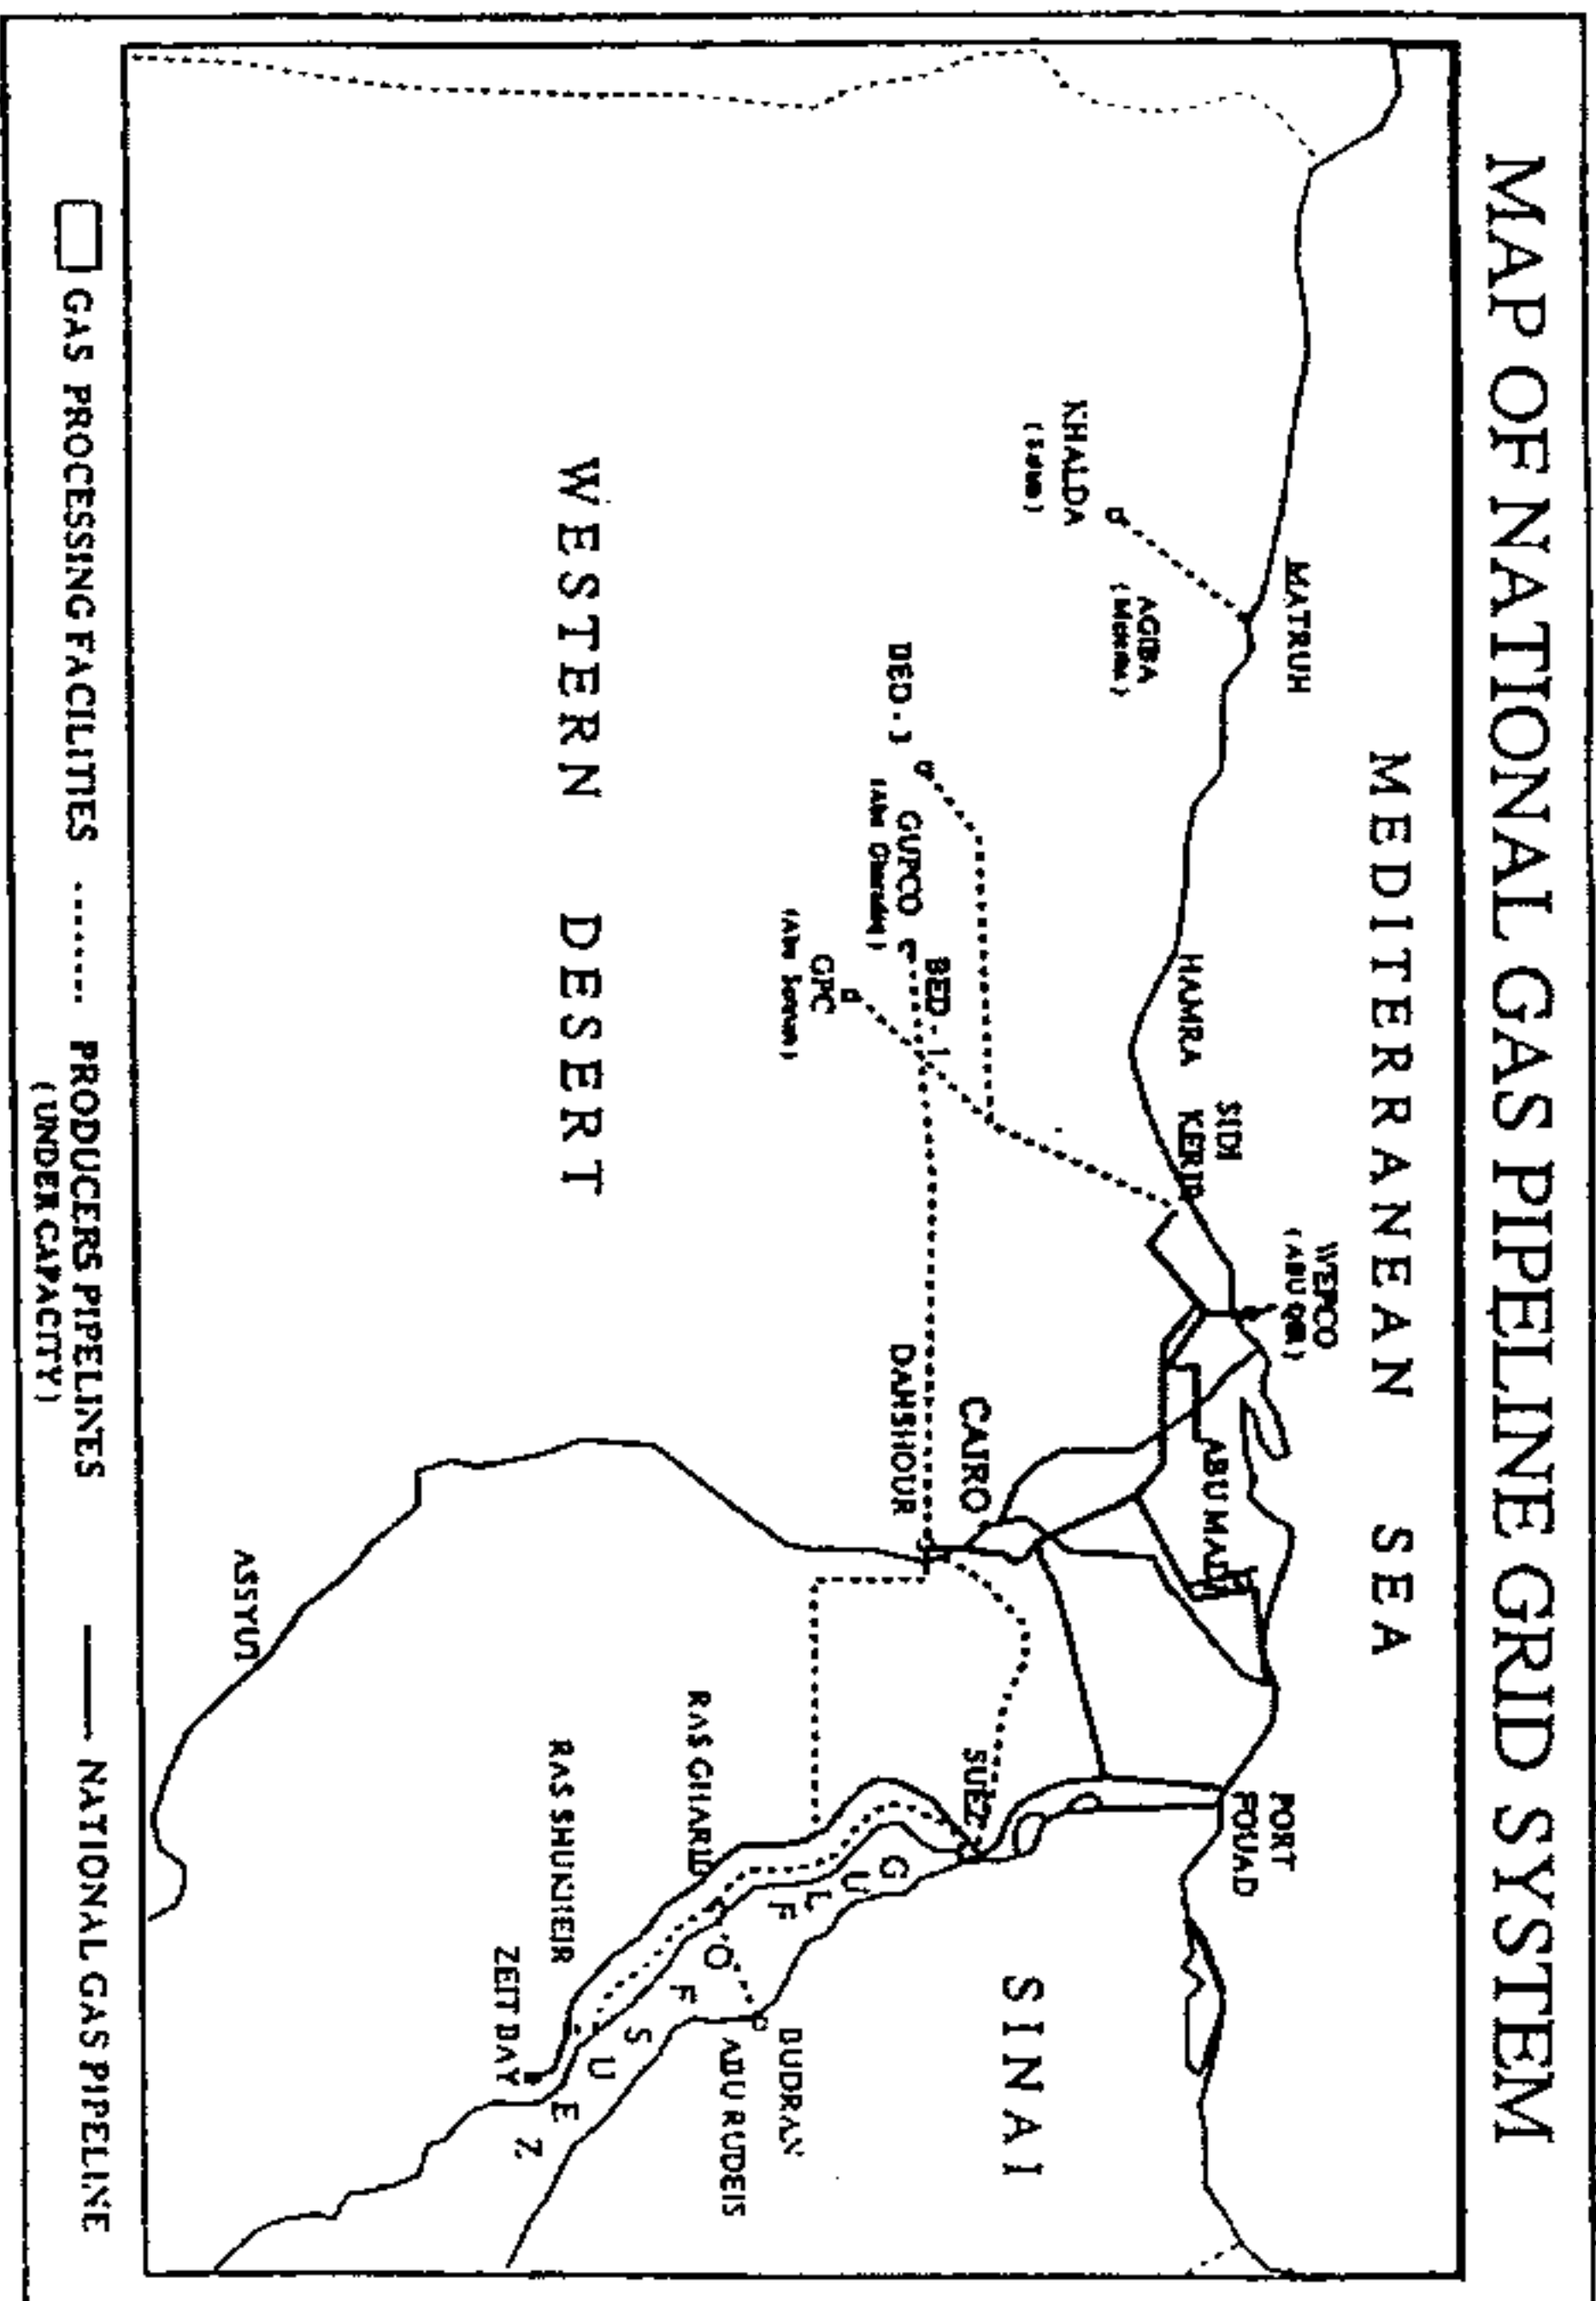 MAP OF NATIONAL GAS PIPELINE GRID SYSTEM
MEDITERRANEAN SEA
MATRUH
KHALDA
AGIBA
HAMRA
SIDI
KERIR
WEPCO
(ABU QIR)
ABU MADI
PORT
FOUAD
BED-3
GUPCO
BED-1
GPC
CAIRO
DAHSHOUR
SUEZ
SINAI
WESTERN DESERT
GULF OF SUEZ
RAS GHARIB
RAS SHUKHEIR
ZEIT BAY
BUDRAN
ABU RUDEIS
ASSYUT
GAS PROCESSING FACILITIES
PRODUCERS PIPELINES
(UNDER CAPACITY)
NATIONAL GAS PIPELINE